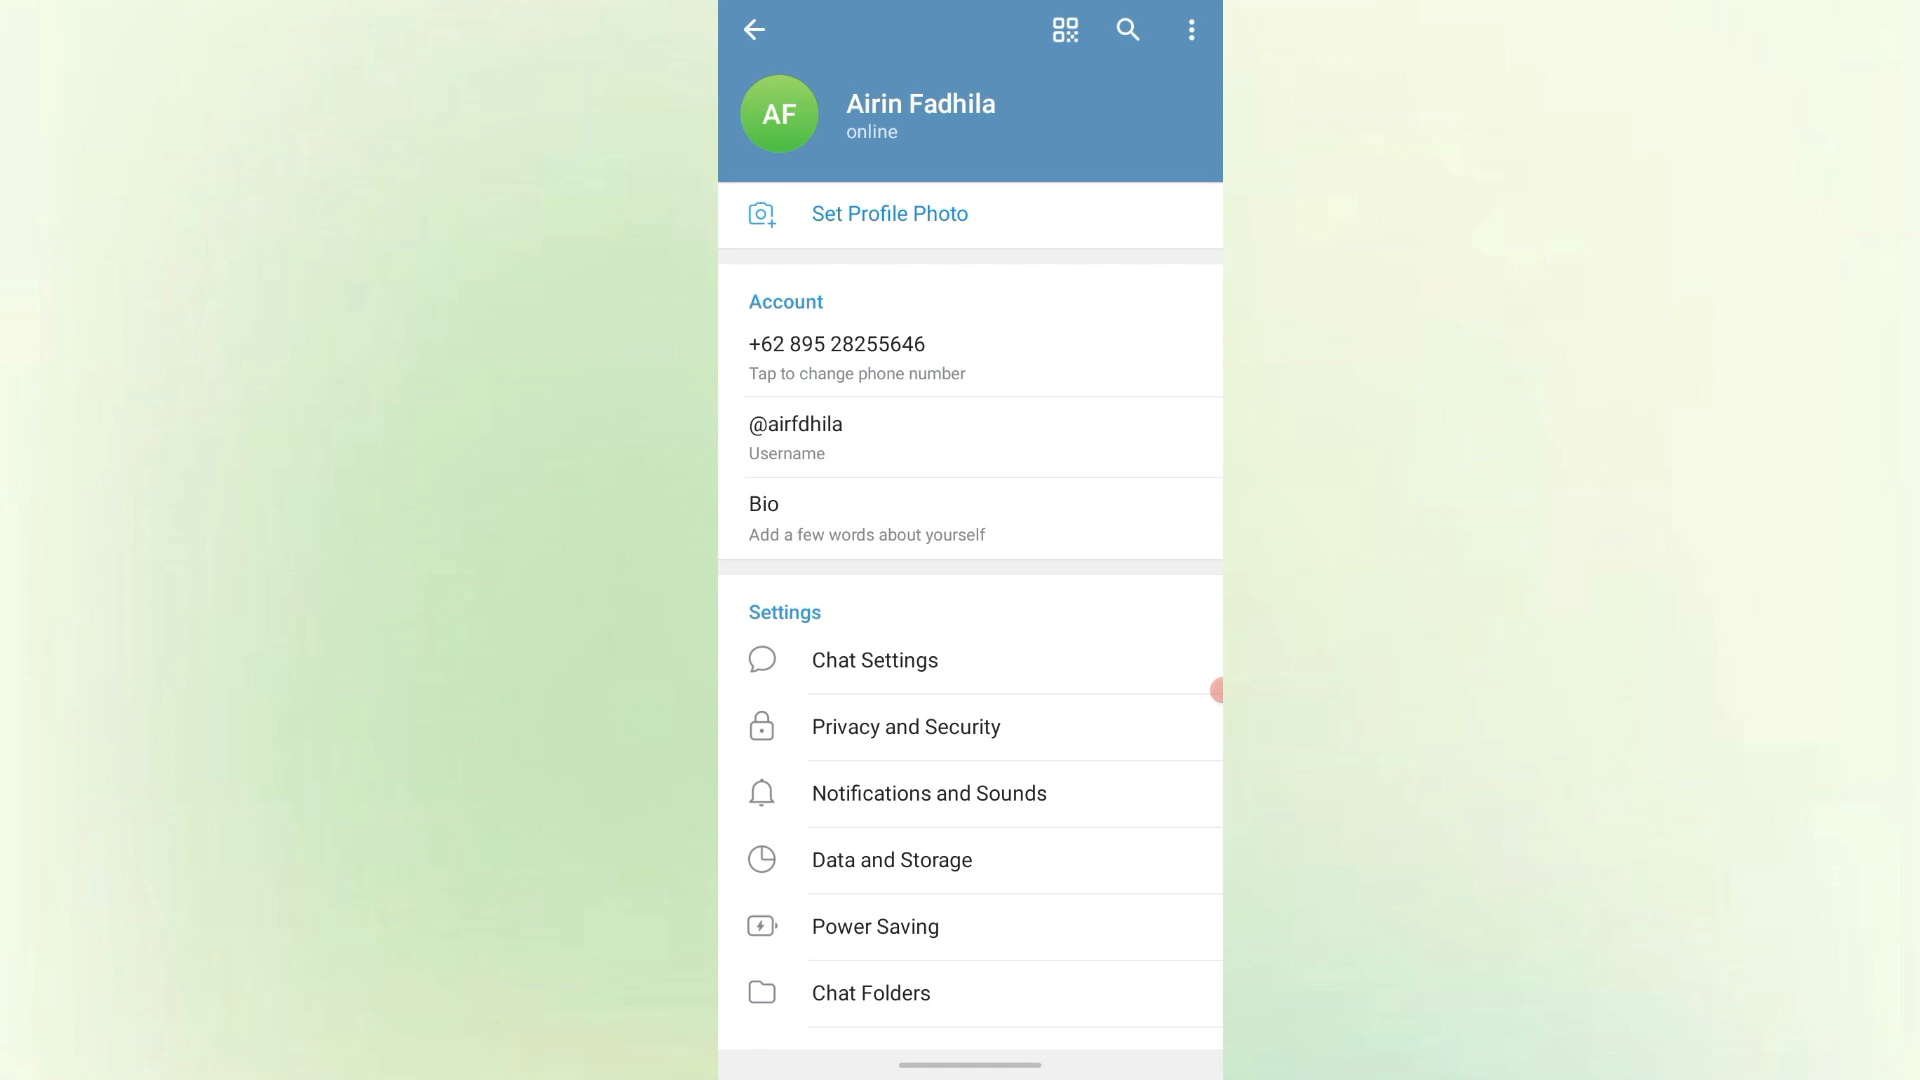 AF
Airin Fadhila
online
Set Profile Photo
Account
+62 895 28255646
Tap to change phone number
@airfdhila
Username
Bio
Add a few words about yourself
Settings
Chat Settings
Privacy and Security
Notifications and Sounds
Data and Storage
Power Saving
Chat Folders